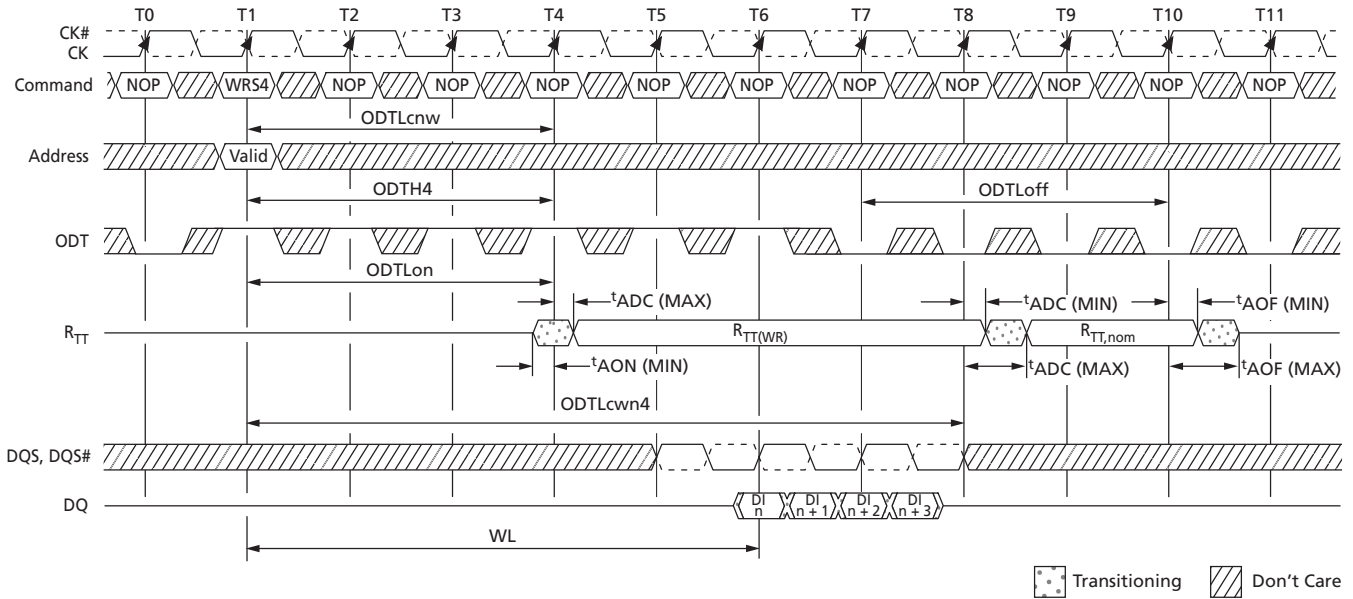 T0 T1 T2 T3 T4 T5 T6 T7 T8 T9 T10 T11
CK#
CK
Command NOP WRS4 NOP NOP NOP NOP NOP NOP NOP NOP NOP NOP
ODTLcnw
Address Valid
ODTH4 ODTLoff
ODT
ODTLon
tADC (MAX) tADC (MIN) tAOF (MIN)
RTT RTT(WR) RTT,nom
tAON (MIN) tADC (MAX) tAOF (MAX)
ODTLcwn4
DQS, DQS#
DQ DI n DI n + 1 DI n + 2 DI n + 3
WL
Transitioning Don't Care